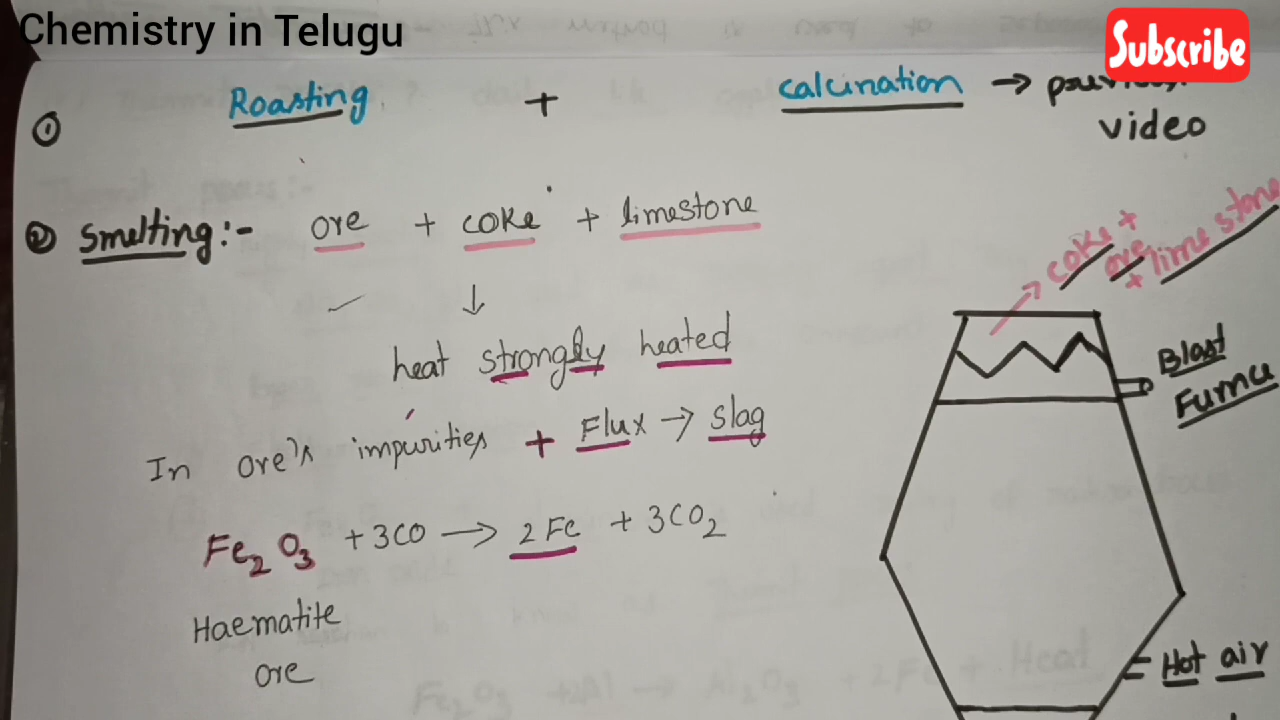 Chemistry in Telugu
Subscribe
① Roasting + calcination → previous
video
② Smelting:- ore + coke + limestone
↓
heat strongly heated
In ore's impurities + Flux → slag
Fe₂O₃ + 3CO → 2Fe + 3CO₂
Haematite
ore
coke +
ore
+ lime stone
Blast
Furnce
Hot air